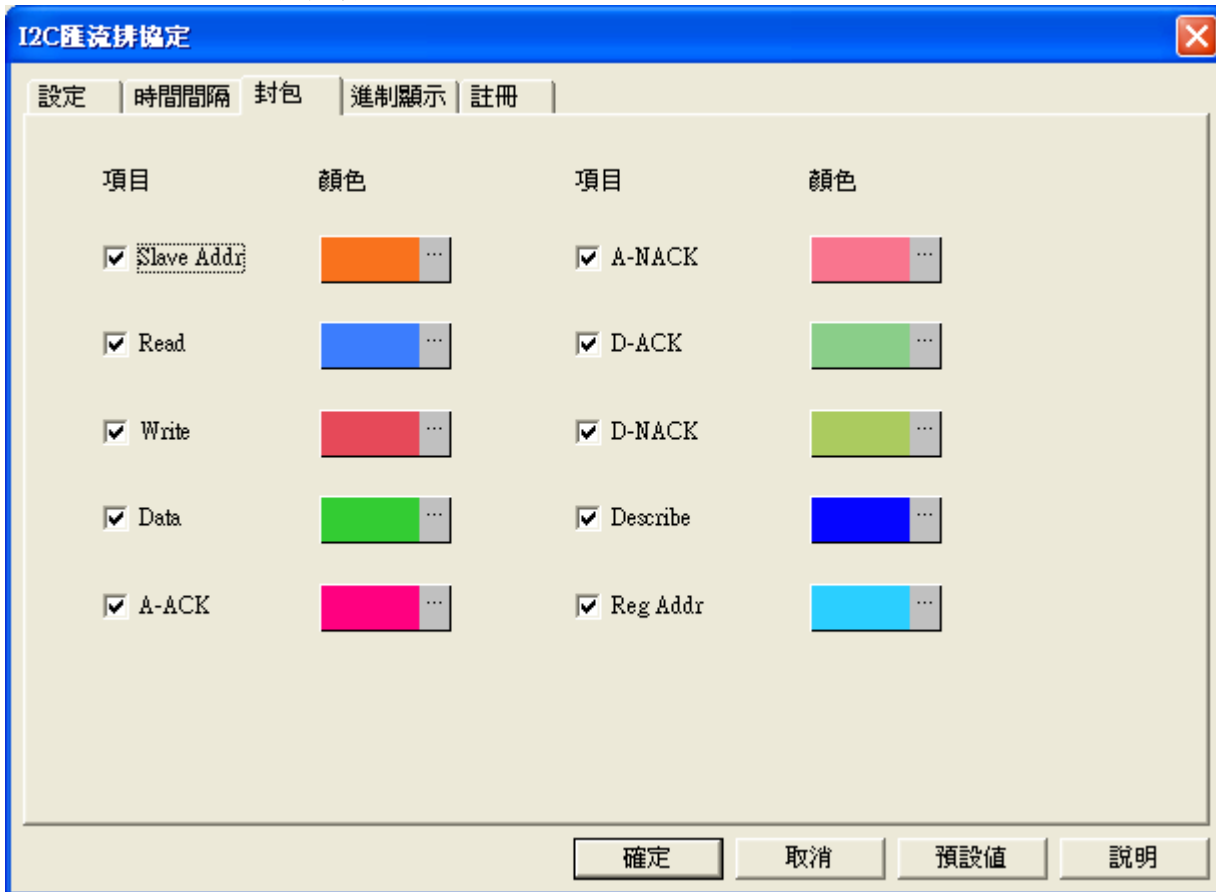 I2C匯流排協定
設定 時間間隔 封包 進制顯示 註冊
項目 顏色 項目 顏色
Slave Addr ... A-NACK ...
Read ... D-ACK ...
Write ... D-NACK ...
Data ... Describe ...
A-ACK ... Reg Addr ...
確定 取消 預設值 說明